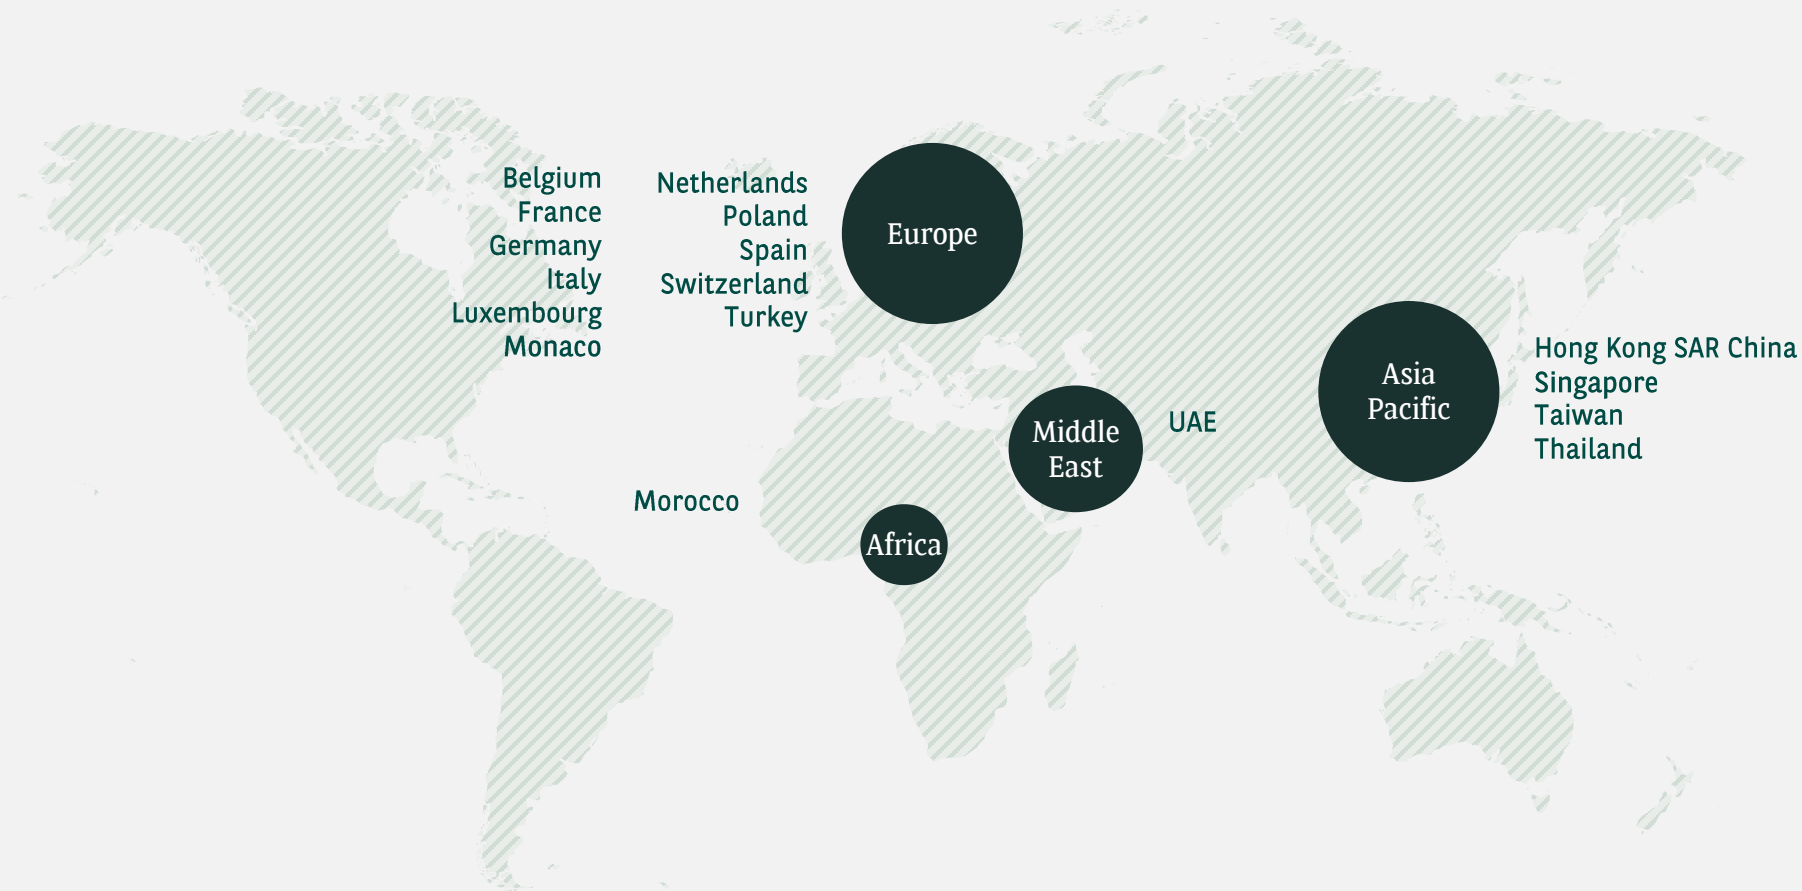 Belgium
France
Germany
Italy
Luxembourg
Monaco
Netherlands
Poland
Spain
Switzerland
Turkey
Europe
Asia
Pacific
Hong Kong SAR China
Singapore
Taiwan
Thailand
Middle
East
UAE
Morocco
Africa